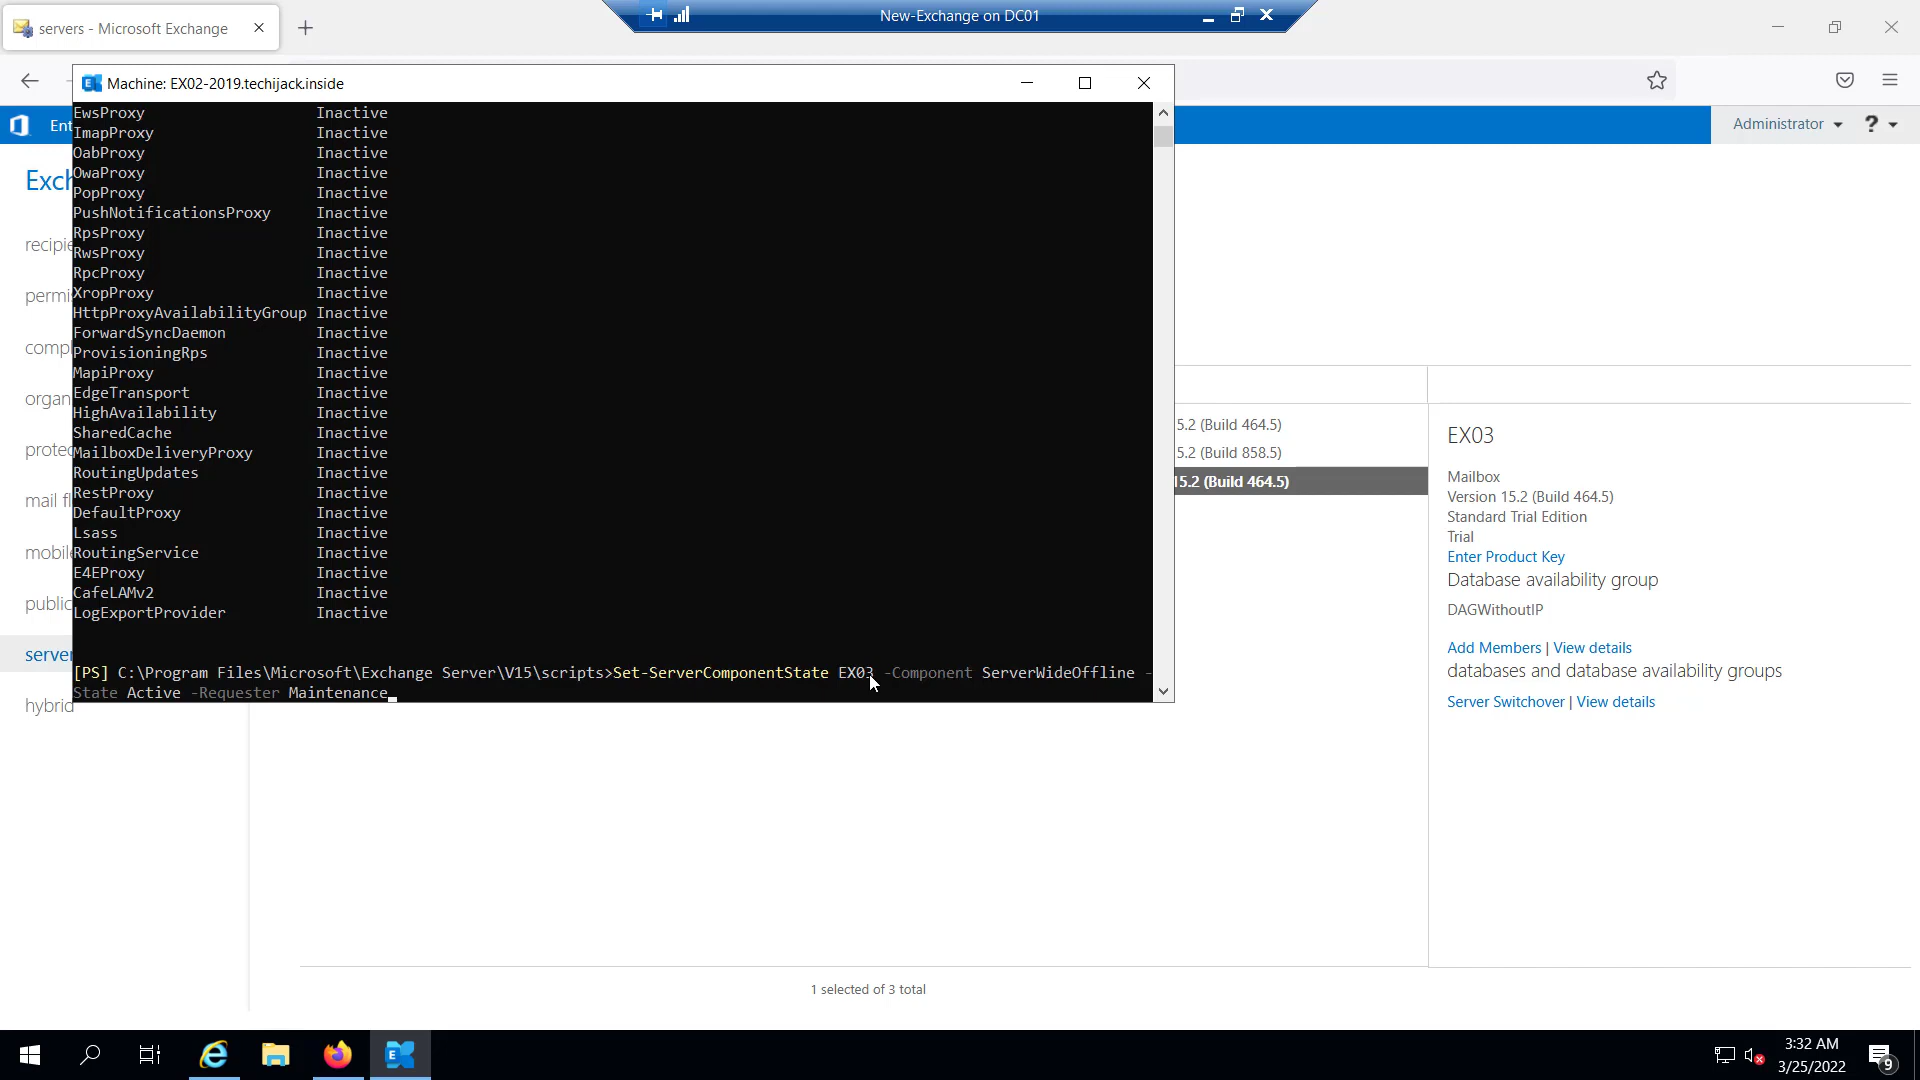 servers - Microsoft Exchange
New-Exchange on DC01
Machine: EX02-2019.techijack.inside
Ent
Administrator
?
Exch
recipie
permi
comp
organ
protec
mail fl
mobile
public
server
hybrid
EwsProxy Inactive
ImapProxy Inactive
OabProxy Inactive
OwaProxy Inactive
PopProxy Inactive
PushNotificationsProxy Inactive
RpsProxy Inactive
RwsProxy Inactive
RpcProxy Inactive
XropProxy Inactive
HttpProxyAvailabilityGroup Inactive
ForwardSyncDaemon Inactive
ProvisioningRps Inactive
MapiProxy Inactive
EdgeTransport Inactive
HighAvailability Inactive
SharedCache Inactive
MailboxDeliveryProxy Inactive
RoutingUpdates Inactive
RestProxy Inactive
DefaultProxy Inactive
Lsass Inactive
RoutingService Inactive
E4EProxy Inactive
CafeLAMv2 Inactive
LogExportProvider Inactive
[PS] C:\Program Files\Microsoft\Exchange Server\V15\scripts>Set-ServerComponentState EX03 -Component ServerWideOffline -
State Active -Requester Maintenance
5.2 (Build 464.5)
5.2 (Build 858.5)
15.2 (Build 464.5)
EX03
Mailbox
Version 15.2 (Build 464.5)
Standard Trial Edition
Trial
Enter Product Key
Database availability group
DAGWithoutIP
Add Members | View details
databases and database availability groups
Server Switchover | View details
1 selected of 3 total
3:32 AM
3/25/2022
9